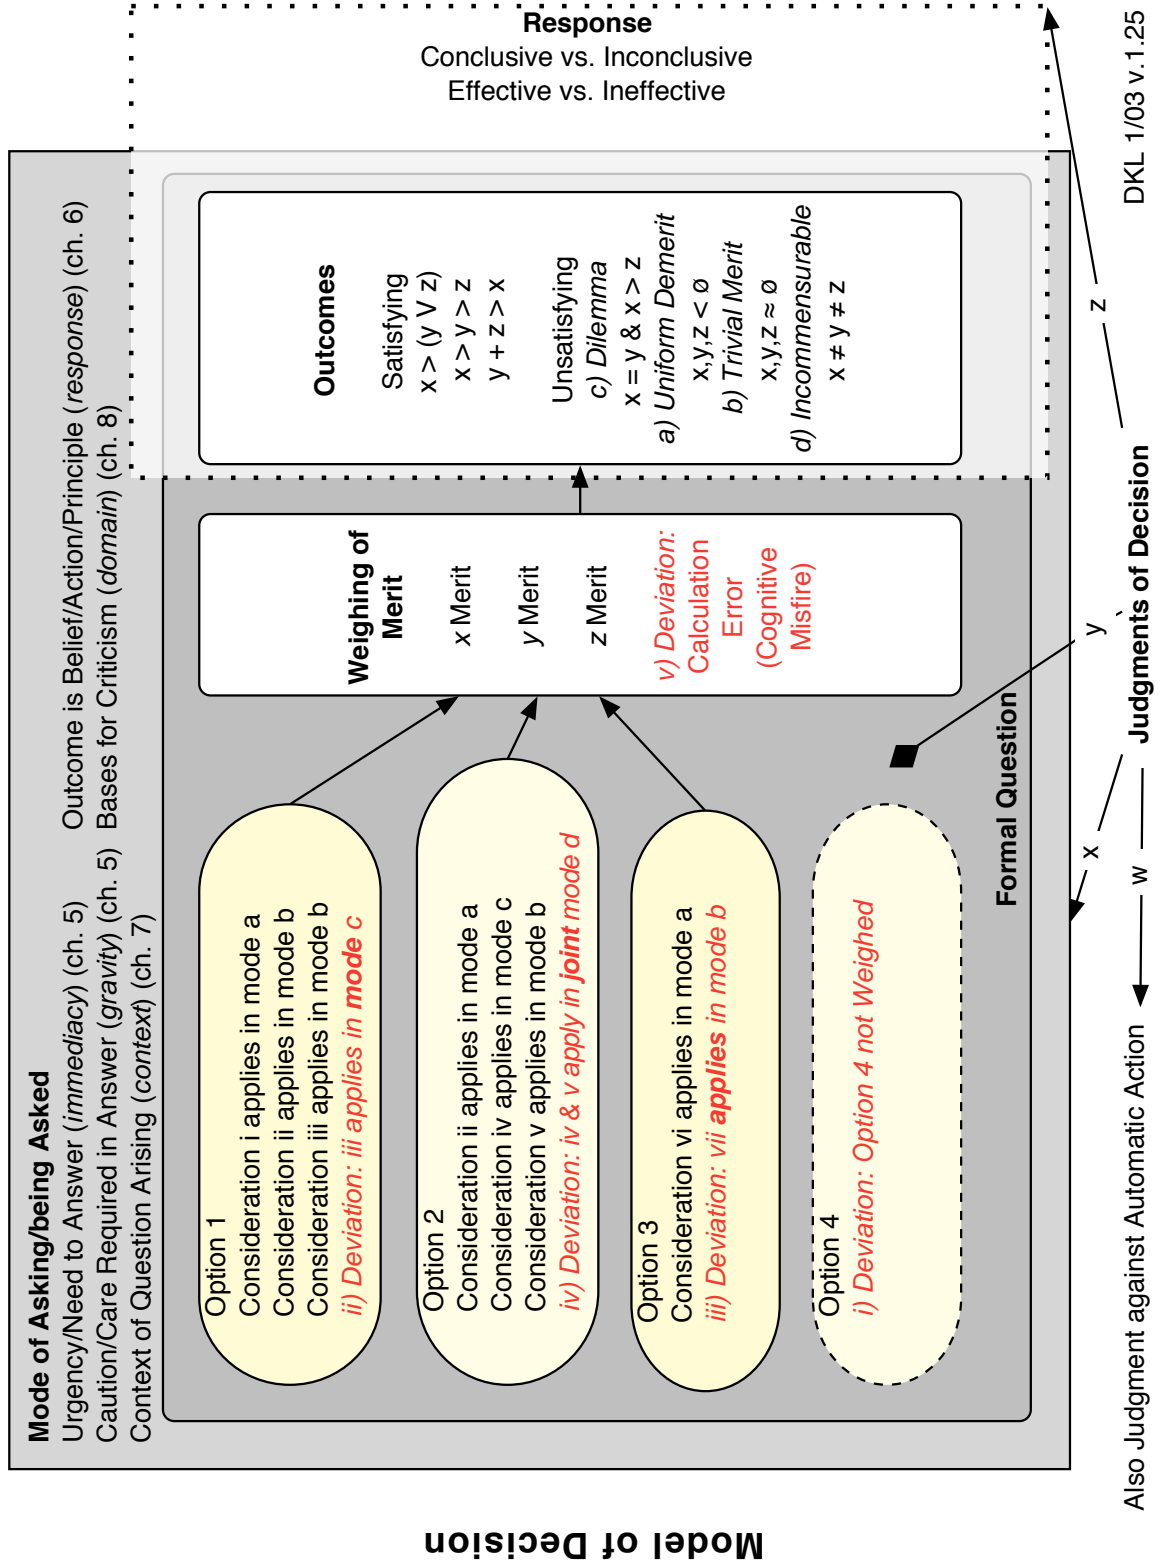 Model of Decision
Mode of Asking/being Asked
Urgency/Need to Answer (immediacy) (ch. 5)
Caution/Care Required in Answer (gravity) (ch. 5)
Context of Question Arising (context) (ch. 7)
Outcome is Belief/Action/Principle (response) (ch. 6)
Bases for Criticism (domain) (ch. 8)
Option 1
Consideration i applies in mode a
Consideration ii applies in mode b
Consideration iii applies in mode b
ii) Deviation: iii applies in mode c
Option 2
Consideration ii applies in mode a
Consideration iv applies in mode c
Consideration v applies in mode b
iv) Deviation: iv & v apply in joint mode d
Option 3
Consideration vi applies in mode a
iii) Deviation: vii applies in mode b
Option 4
i) Deviation: Option 4 not Weighed
Formal Question
Weighing of
Merit
x Merit
y Merit
z Merit
v) Deviation:
Calculation
Error
(Cognitive
Misfire)
Outcomes
Satisfying
x > (y V z)
x > y > z
y + z > x
Unsatisfying
c) Dilemma
x = y & x > z
a) Uniform Demerit
x,y,z < ø
b) Trivial Merit
x,y,z ≈ ø
d) Incommensurable
x ≠ y ≠ z
Response
Conclusive vs. Inconclusive
Effective vs. Ineffective
x
w
y
z
Judgments of Decision
Also Judgment against Automatic Action
DKL 1/03 v.1.25